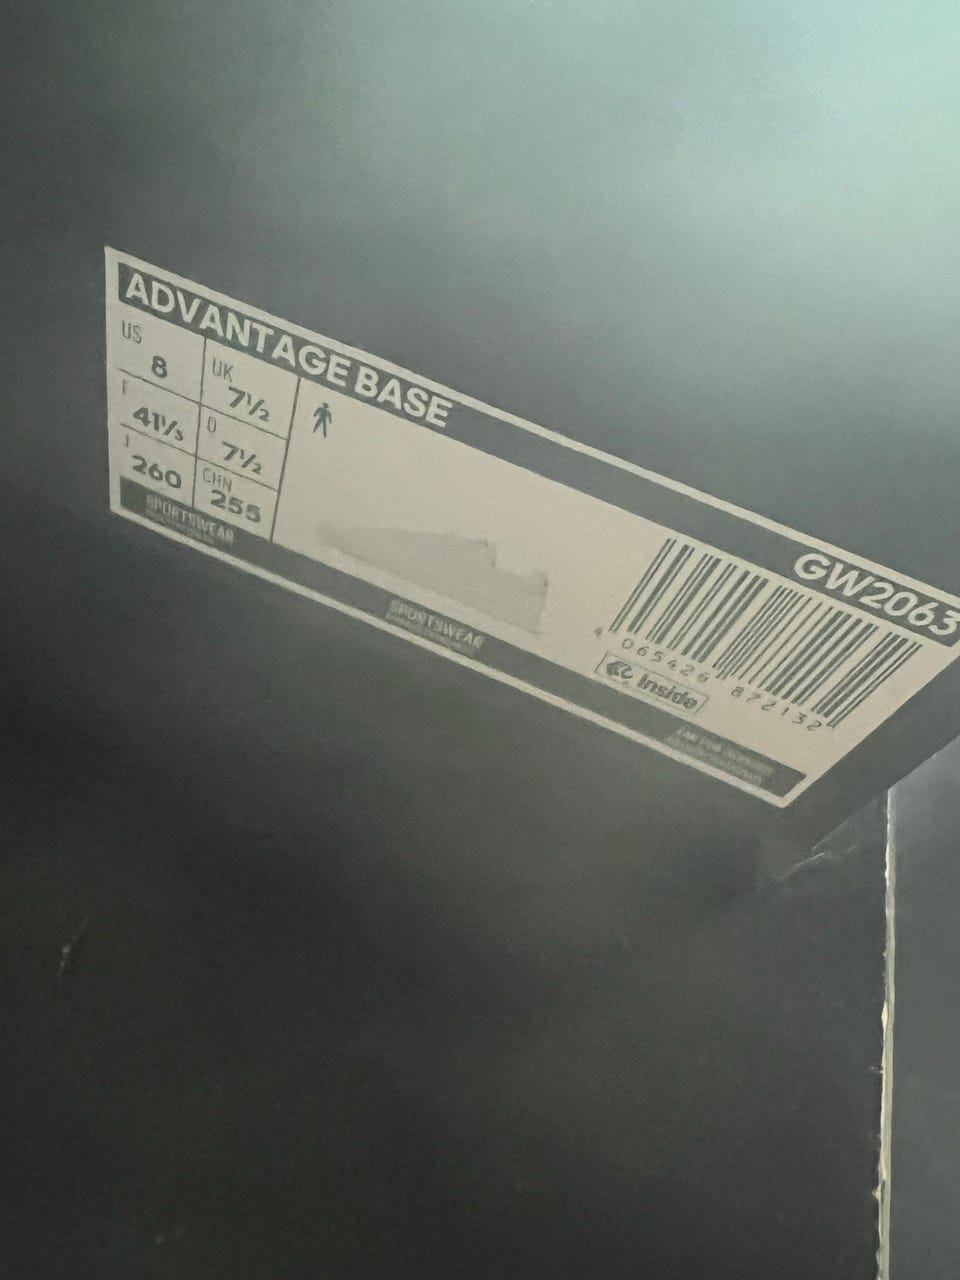 ADVANTAGE BASE
GW2063
US 8
UK 7½
F 41⅓
D 7½
J 260
CHN 255
4 065426 872132
Inside
SPORTSWEAR
SPORTSWEAR